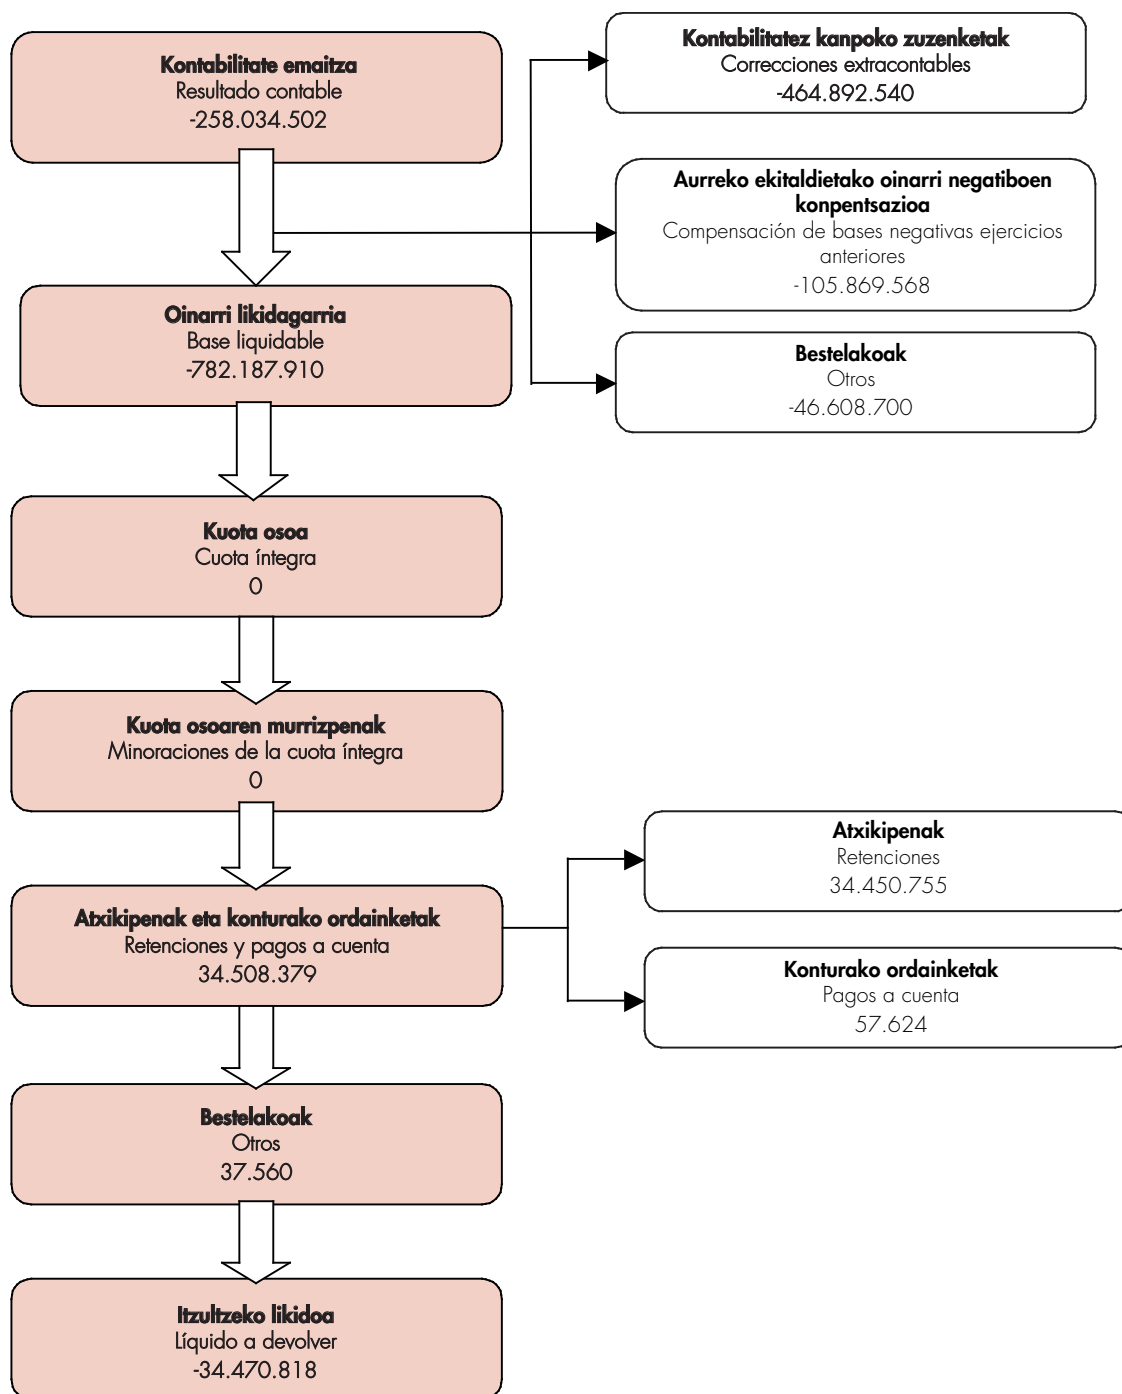 Kontabilitate emaitza
Resultado contable
-258.034.502
Kontabilitatez kanpoko zuzenketak
Correcciones extracontables
-464.892.540
Aurreko ekitaldietako oinarri negatiboen
konpentsazioa
Compensación de bases negativas ejercicios
anteriores
-105.869.568
Oinarri likidagarria
Base liquidable
-782.187.910
Bestelakoak
Otros
-46.608.700
Kuota osoa
Cuota íntegra
0
Kuota osoaren murrizpenak
Minoraciones de la cuota íntegra
0
Atxikipenak
Retenciones
34.450.755
Atxikipenak eta konturako ordainketak
Retenciones y pagos a cuenta
34.508.379
Konturako ordainketak
Pagos a cuenta
57.624
Bestelakoak
Otros
37.560
Itzultzeko likidoa
Líquido a devolver
-34.470.818